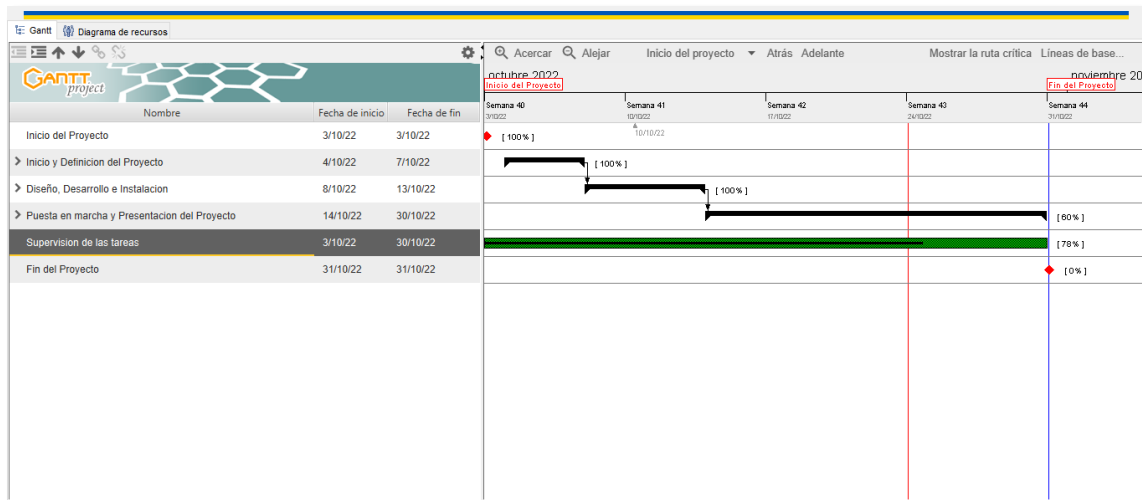 Gantt Diagrama de recursos
Acercar Alejar Inicio del proyecto Atrás Adelante Mostrar la ruta crítica Líneas de base...
GANTT project
octubre 2022 noviembre 20
Inicio del Proyecto Fin del Proyecto
Semana 40 Semana 41 Semana 42 Semana 43 Semana 44
3/10/22 10/10/22 17/10/22 24/10/22 31/10/22
Nombre Fecha de inicio Fecha de fin
Inicio del Proyecto 3/10/22 3/10/22 [ 100% ] 10/10/22
Inicio y Definicion del Proyecto 4/10/22 7/10/22 [ 100% ]
Diseño, Desarrollo e Instalacion 8/10/22 13/10/22 [ 100% ]
Puesta en marcha y Presentacion del Proyecto 14/10/22 30/10/22 [ 60% ]
Supervision de las tareas 3/10/22 30/10/22 [ 78% ]
Fin del Proyecto 31/10/22 31/10/22 [ 0% ]